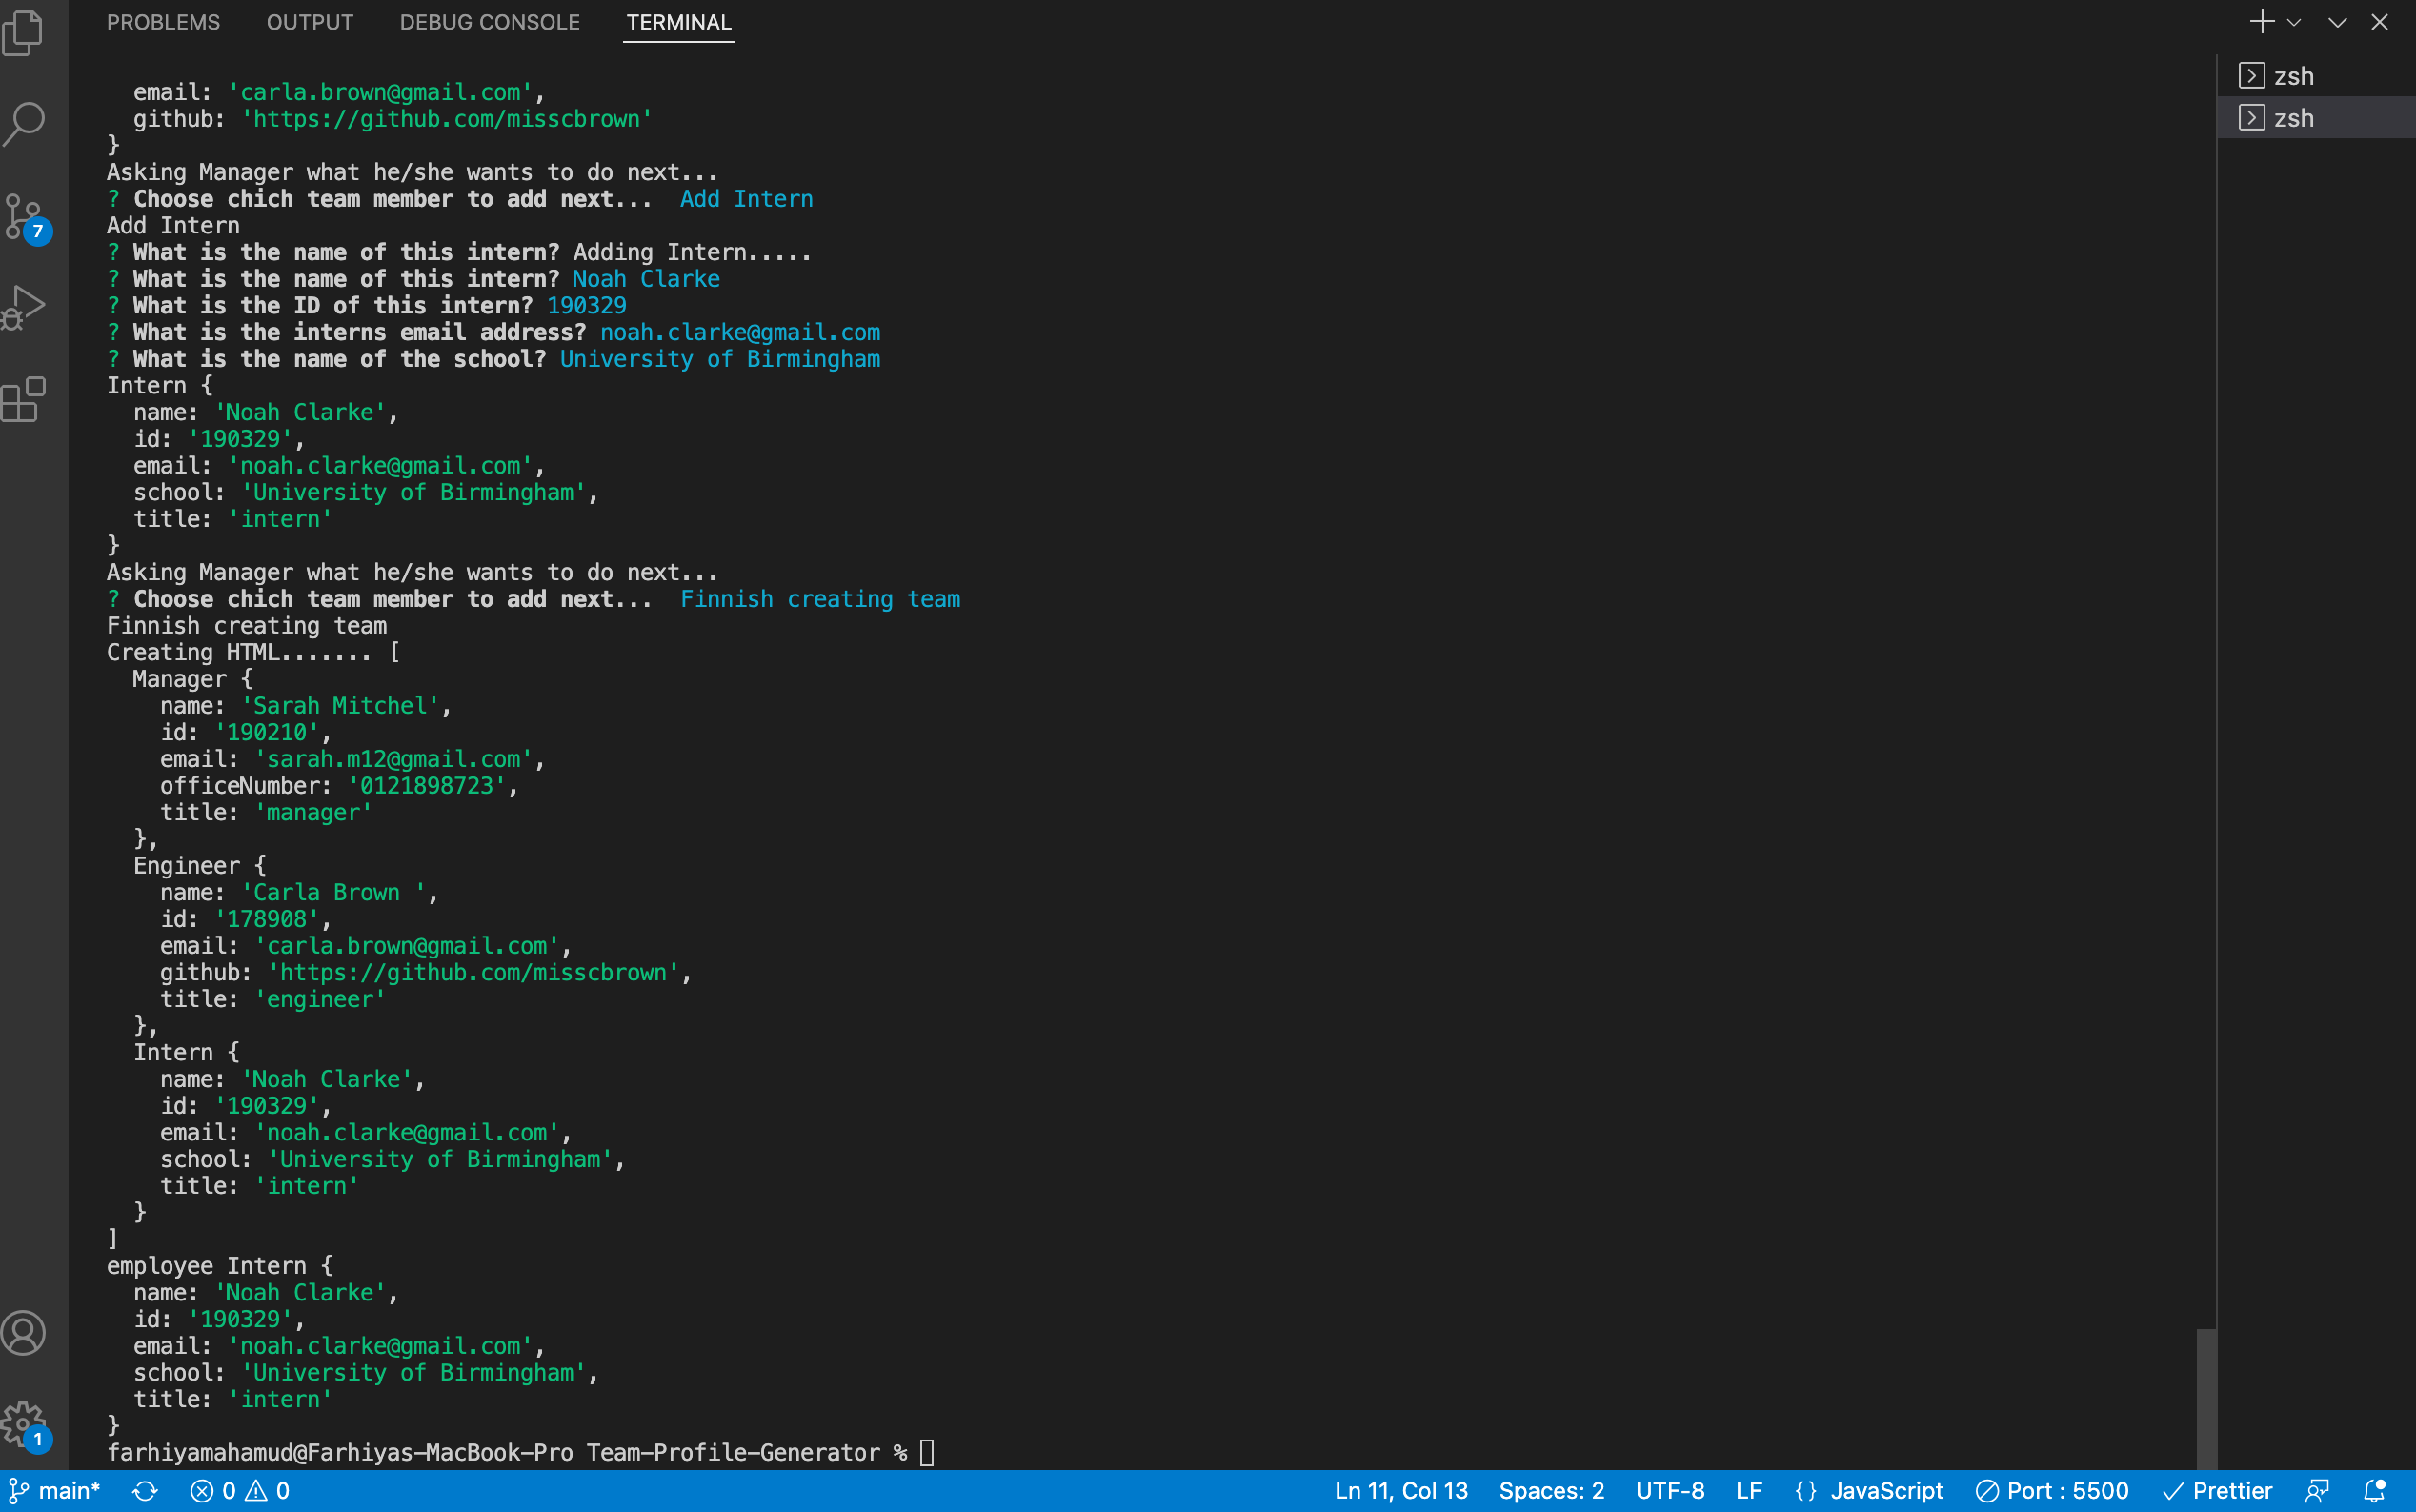 PROBLEMS OUTPUT DEBUG CONSOLE TERMINAL
zsh
zsh
7
1
email: 'carla.brown@gmail.com',
github: 'https://github.com/misscbrown'
}
Asking Manager what he/she wants to do next...
? Choose chich team member to add next... Add Intern
Add Intern
? What is the name of this intern? Adding Intern.....
? What is the name of this intern? Noah Clarke
? What is the ID of this intern? 190329
? What is the interns email address? noah.clarke@gmail.com
? What is the name of the school? University of Birmingham
Intern {
name: 'Noah Clarke',
id: '190329',
email: 'noah.clarke@gmail.com',
school: 'University of Birmingham',
title: 'intern'
}
Asking Manager what he/she wants to do next...
? Choose chich team member to add next... Finnish creating team
Finnish creating team
Creating HTML....... [
Manager {
name: 'Sarah Mitchel',
id: '190210',
email: 'sarah.m12@gmail.com',
officeNumber: '0121898723',
title: 'manager'
},
Engineer {
name: 'Carla Brown ',
id: '178908',
email: 'carla.brown@gmail.com',
github: 'https://github.com/misscbrown',
title: 'engineer'
},
Intern {
name: 'Noah Clarke',
id: '190329',
email: 'noah.clarke@gmail.com',
school: 'University of Birmingham',
title: 'intern'
}
]
employee Intern {
name: 'Noah Clarke',
id: '190329',
email: 'noah.clarke@gmail.com',
school: 'University of Birmingham',
title: 'intern'
}
farhiyamahamud@Farhiyas-MacBook-Pro Team-Profile-Generator %
main* 0 0 Ln 11, Col 13 Spaces: 2 UTF-8 LF {} JavaScript Port : 5500 Prettier